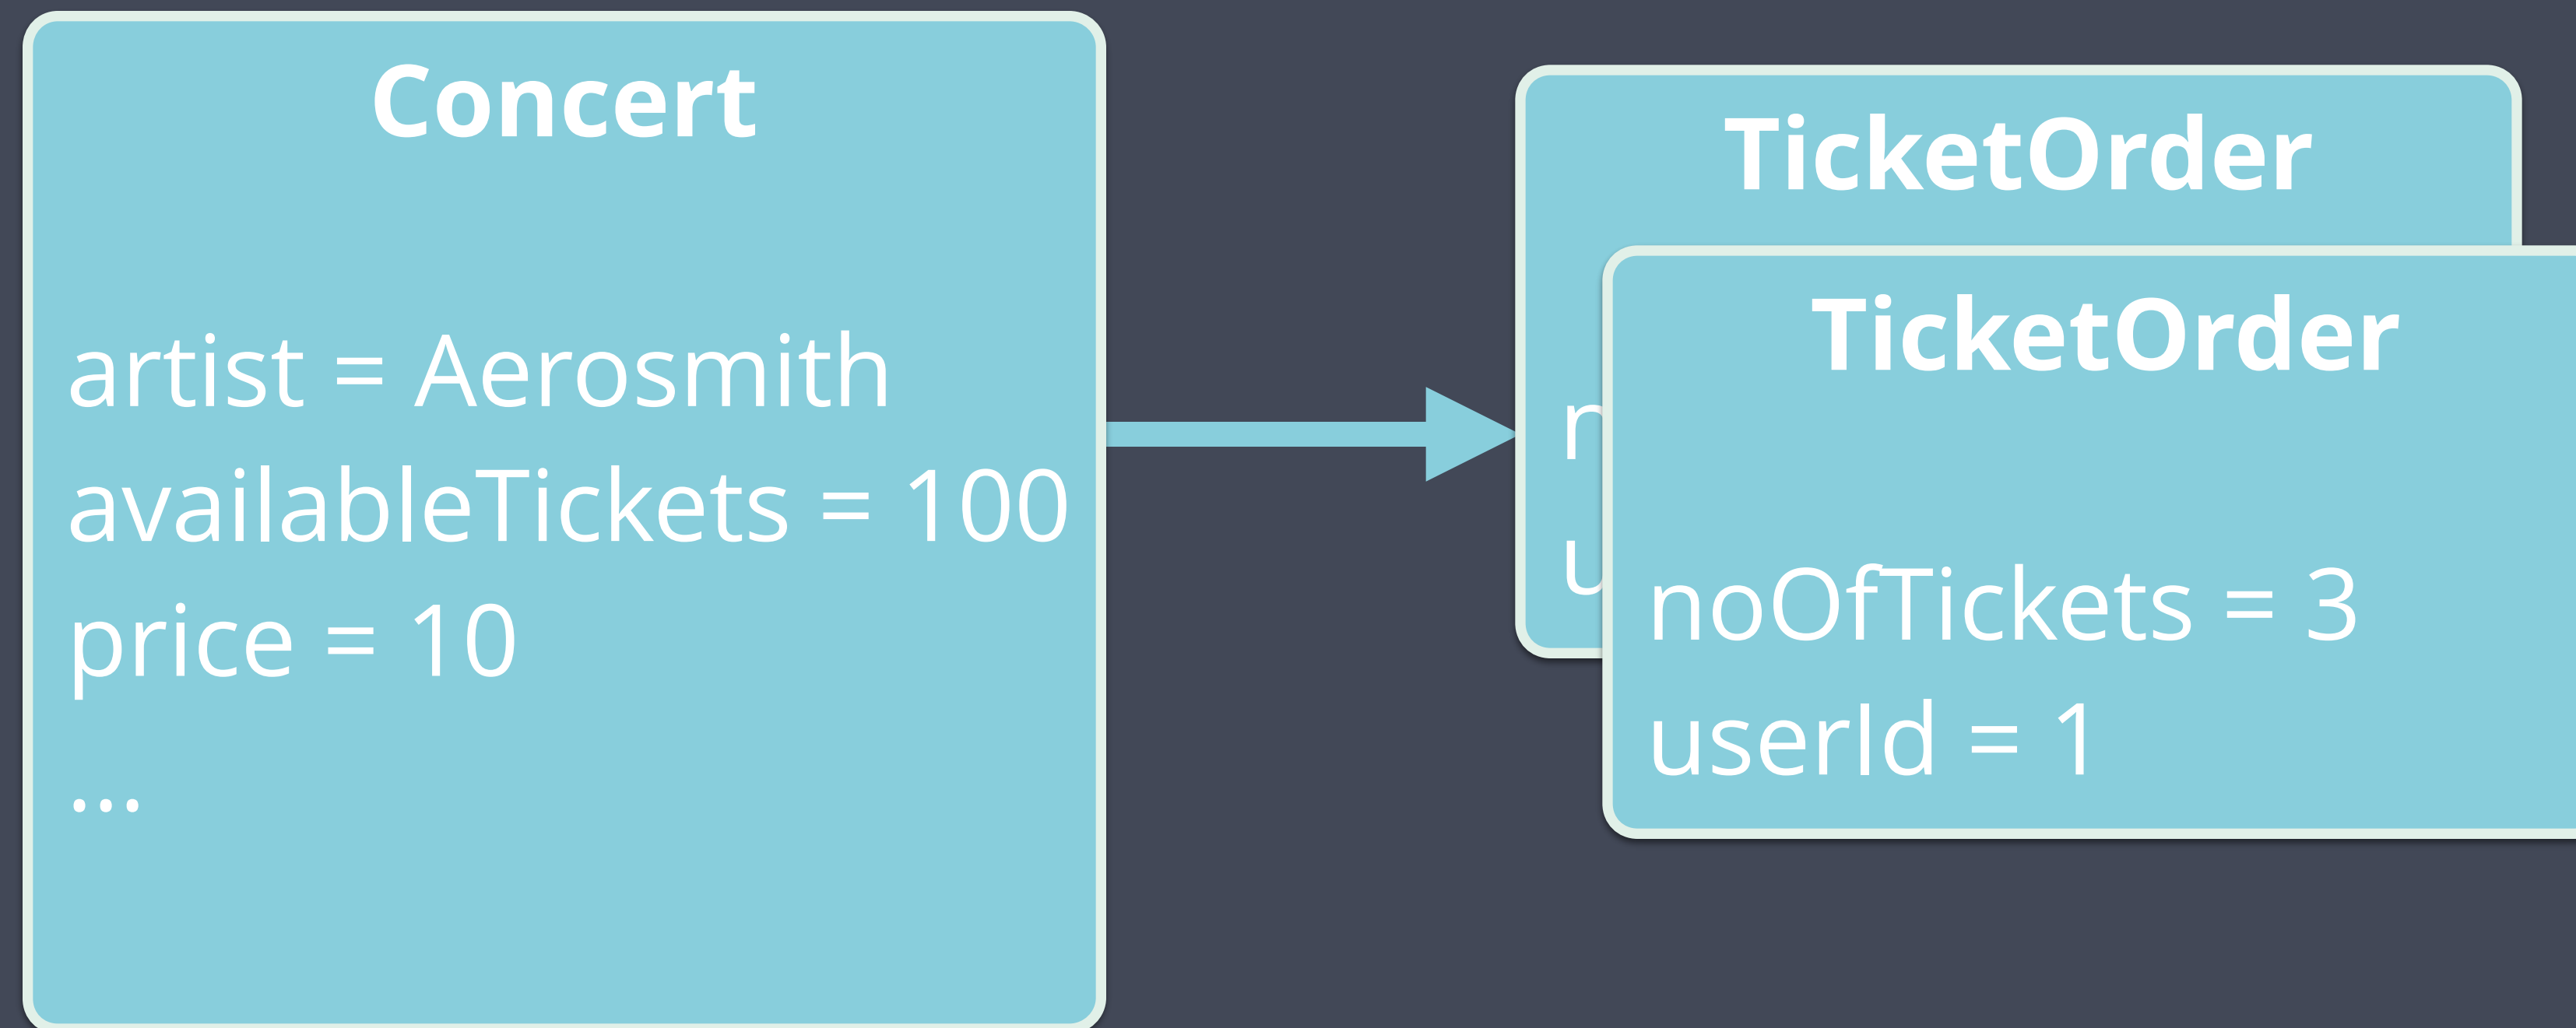 Concert
artist = Aerosmith
availableTickets = 100
price = 10
...
TicketOrder
TicketOrder
noOfTickets = 3
userId = 1